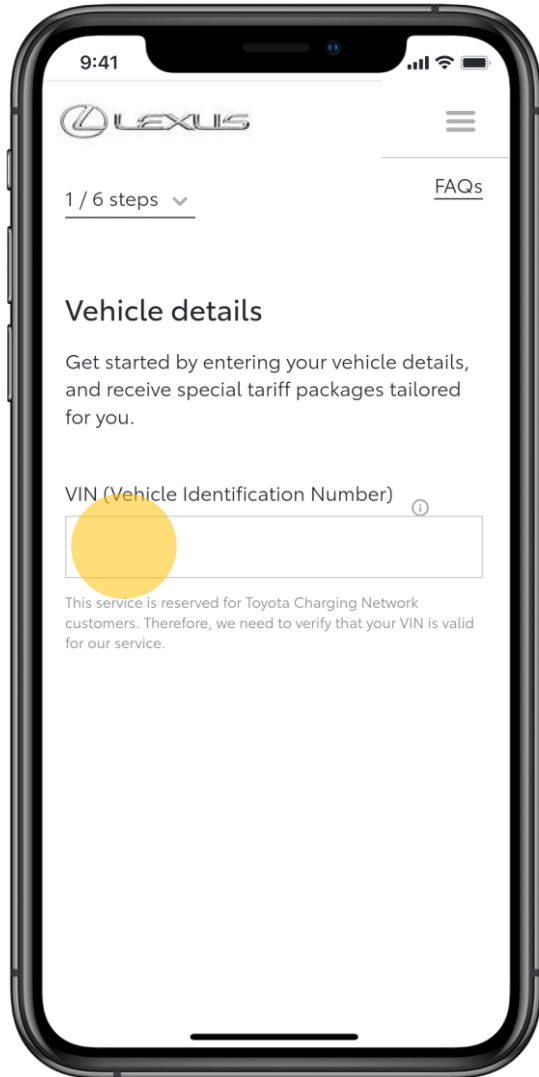 9:41
LEXUS
1 / 6 steps
FAQs
Vehicle details
Get started by entering your vehicle details,
and receive special tariff packages tailored
for you.
VIN (Vehicle Identification Number)
This service is reserved for Toyota Charging Network
customers. Therefore, we need to verify that your VIN is valid
for our service.